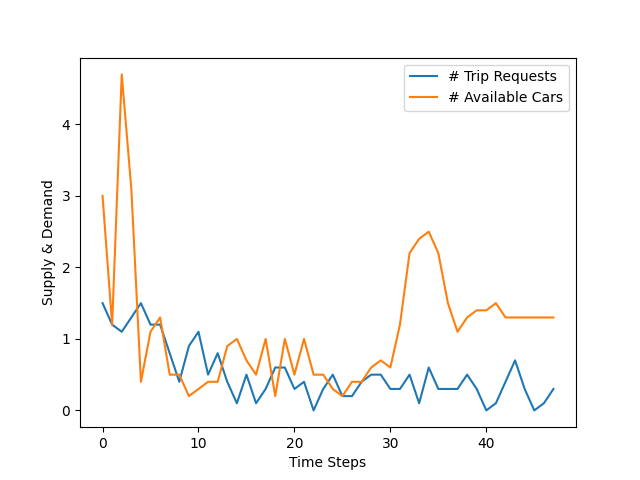 # Trip Requests
# Available Cars
Supply & Demand
4
3
2
1
0
0 10 20 30 40
Time Steps